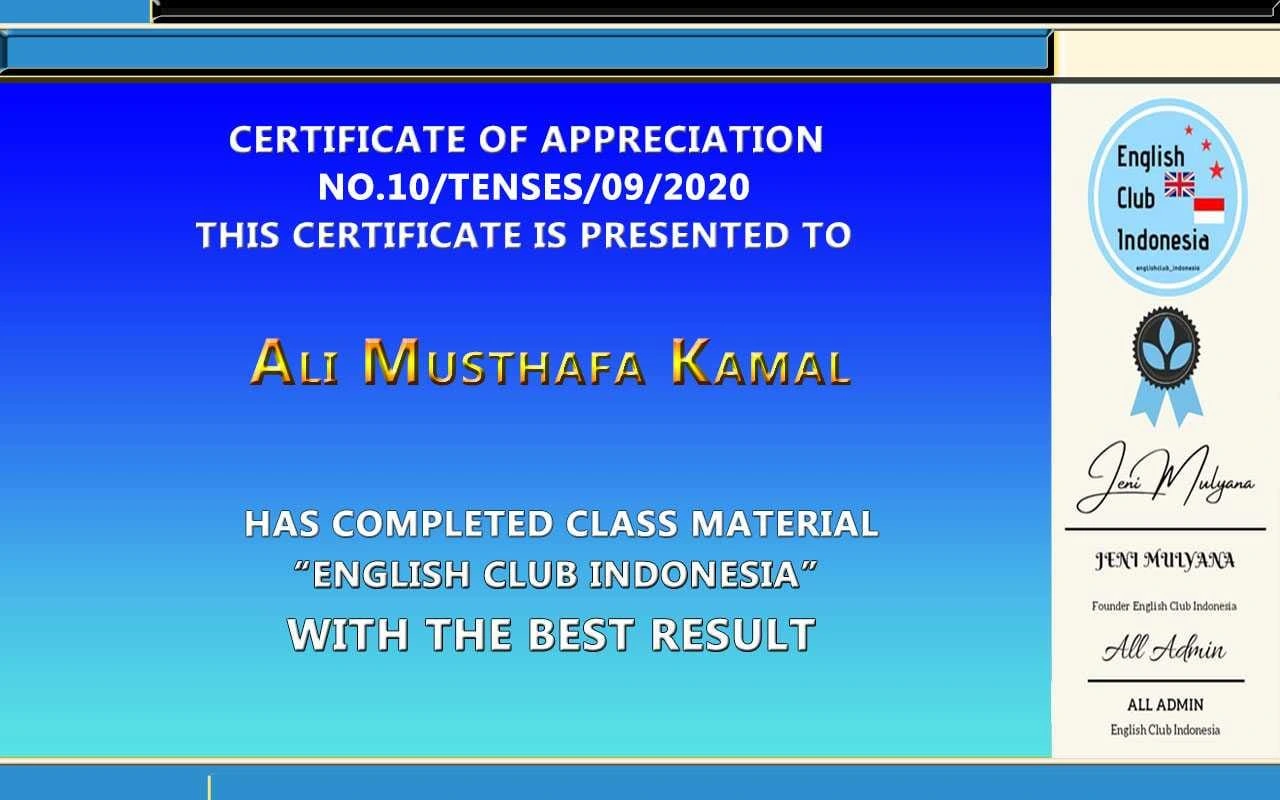 CERTIFICATE OF APPRECIATION
NO.10/TENSES/09/2020
THIS CERTIFICATE IS PRESENTED TO
ALI MUSTHAFA KAMAL
HAS COMPLETED CLASS MATERIAL
“ENGLISH CLUB INDONESIA”
WITH THE BEST RESULT
English
Club
Indonesia
englishclub_indonesia
Jeni Mulyana
JENI MULYANA
Founder English Club Indonesia
All Admin
ALL ADMIN
English Club Indonesia